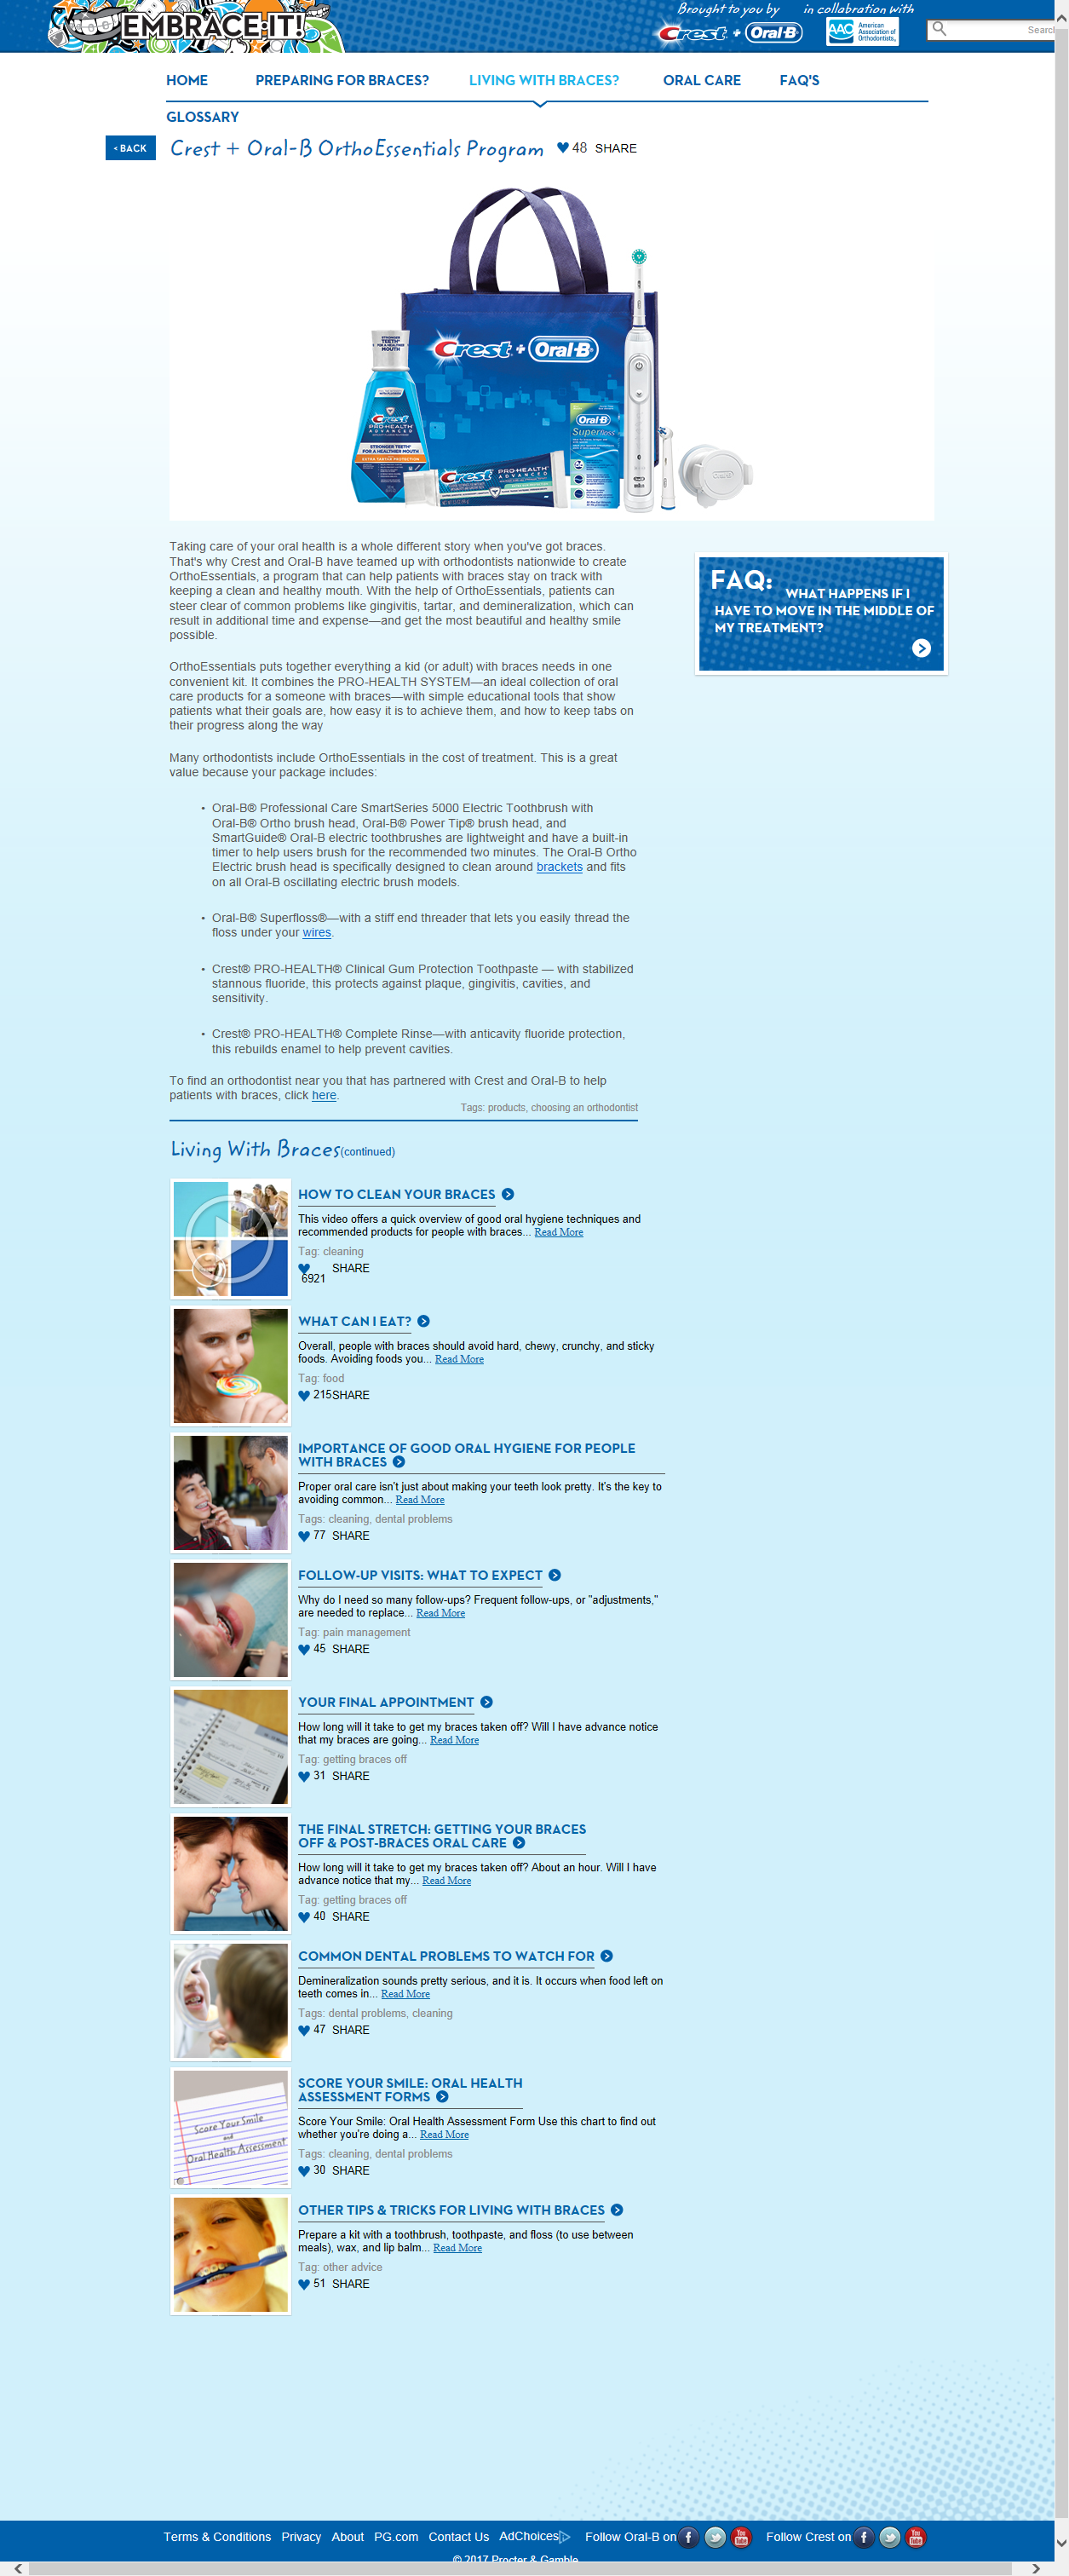 EMBRACE·IT!
Brought to you by in collabration with
Crest + Oral-B AAO American Association of Orthodontists
HOME PREPARING FOR BRACES? LIVING WITH BRACES? ORAL CARE FAQ'S
GLOSSARY
< BACK Crest + Oral-B OrthoEssentials Program 48 SHARE
Crest + Oral-B
STRONGER TEETH FOR A HEALTHIER MOUTH
Crest
PRO-HEALTH
ADVANCED
Oral-B
Superfloss
Crest PRO-HEALTH ADVANCED
Taking care of your oral health is a whole different story when you've got braces.
That's why Crest and Oral-B have teamed up with orthodontists nationwide to create
OrthoEssentials, a program that can help patients with braces stay on track with
keeping a clean and healthy mouth. With the help of OrthoEssentials, patients can
steer clear of common problems like gingivitis, tartar, and demineralization, which can
result in additional time and expense—and get the most beautiful and healthy smile
possible.
FAQ: WHAT HAPPENS IF I
HAVE TO MOVE IN THE MIDDLE OF
MY TREATMENT?
OrthoEssentials puts together everything a kid (or adult) with braces needs in one
convenient kit. It combines the PRO-HEALTH SYSTEM—an ideal collection of oral
care products for a someone with braces—with simple educational tools that show
patients what their goals are, how easy it is to achieve them, and how to keep tabs on
their progress along the way
Many orthodontists include OrthoEssentials in the cost of treatment. This is a great
value because your package includes:
• Oral-B® Professional Care SmartSeries 5000 Electric Toothbrush with
Oral-B® Ortho brush head, Oral-B® Power Tip® brush head, and
SmartGuide® Oral-B electric toothbrushes are lightweight and have a built-in
timer to help users brush for the recommended two minutes. The Oral-B Ortho
Electric brush head is specifically designed to clean around brackets and fits
on all Oral-B oscillating electric brush models.
• Oral-B® Superfloss®—with a stiff end threader that lets you easily thread the
floss under your wires.
• Crest® PRO-HEALTH® Clinical Gum Protection Toothpaste — with stabilized
stannous fluoride, this protects against plaque, gingivitis, cavities, and
sensitivity.
• Crest® PRO-HEALTH® Complete Rinse—with anticavity fluoride protection,
this rebuilds enamel to help prevent cavities.
To find an orthodontist near you that has partnered with Crest and Oral-B to help
patients with braces, click here.
Tags: products, choosing an orthodontist
Living With Braces(continued)
HOW TO CLEAN YOUR BRACES
This video offers a quick overview of good oral hygiene techniques and
recommended products for people with braces... Read More
Tag: cleaning
SHARE
6921
WHAT CAN I EAT?
Overall, people with braces should avoid hard, chewy, crunchy, and sticky
foods. Avoiding foods you... Read More
Tag: food
215SHARE
IMPORTANCE OF GOOD ORAL HYGIENE FOR PEOPLE
WITH BRACES
Proper oral care isn't just about making your teeth look pretty. It's the key to
avoiding common... Read More
Tags: cleaning, dental problems
77 SHARE
FOLLOW-UP VISITS: WHAT TO EXPECT
Why do I need so many follow-ups? Frequent follow-ups, or "adjustments,"
are needed to replace... Read More
Tag: pain management
45 SHARE
YOUR FINAL APPOINTMENT
How long will it take to get my braces taken off? Will I have advance notice
that my braces are going... Read More
Tag: getting braces off
31 SHARE
THE FINAL STRETCH: GETTING YOUR BRACES
OFF & POST-BRACES ORAL CARE
How long will it take to get my braces taken off? About an hour. Will I have
advance notice that my... Read More
Tag: getting braces off
40 SHARE
COMMON DENTAL PROBLEMS TO WATCH FOR
Demineralization sounds pretty serious, and it is. It occurs when food left on
teeth comes in... Read More
Tags: dental problems, cleaning
47 SHARE
Score Your Smile
and
Oral Health Assessment
SCORE YOUR SMILE: ORAL HEALTH
ASSESSMENT FORMS
Score Your Smile: Oral Health Assessment Form Use this chart to find out
whether you're doing a... Read More
Tags: cleaning, dental problems
30 SHARE
OTHER TIPS & TRICKS FOR LIVING WITH BRACES
Prepare a kit with a toothbrush, toothpaste, and floss (to use between
meals), wax, and lip balm... Read More
Tag: other advice
51 SHARE
Terms & Conditions Privacy About PG.com Contact Us AdChoices Follow Oral-B on Follow Crest on
© 2017 Procter & Gamble